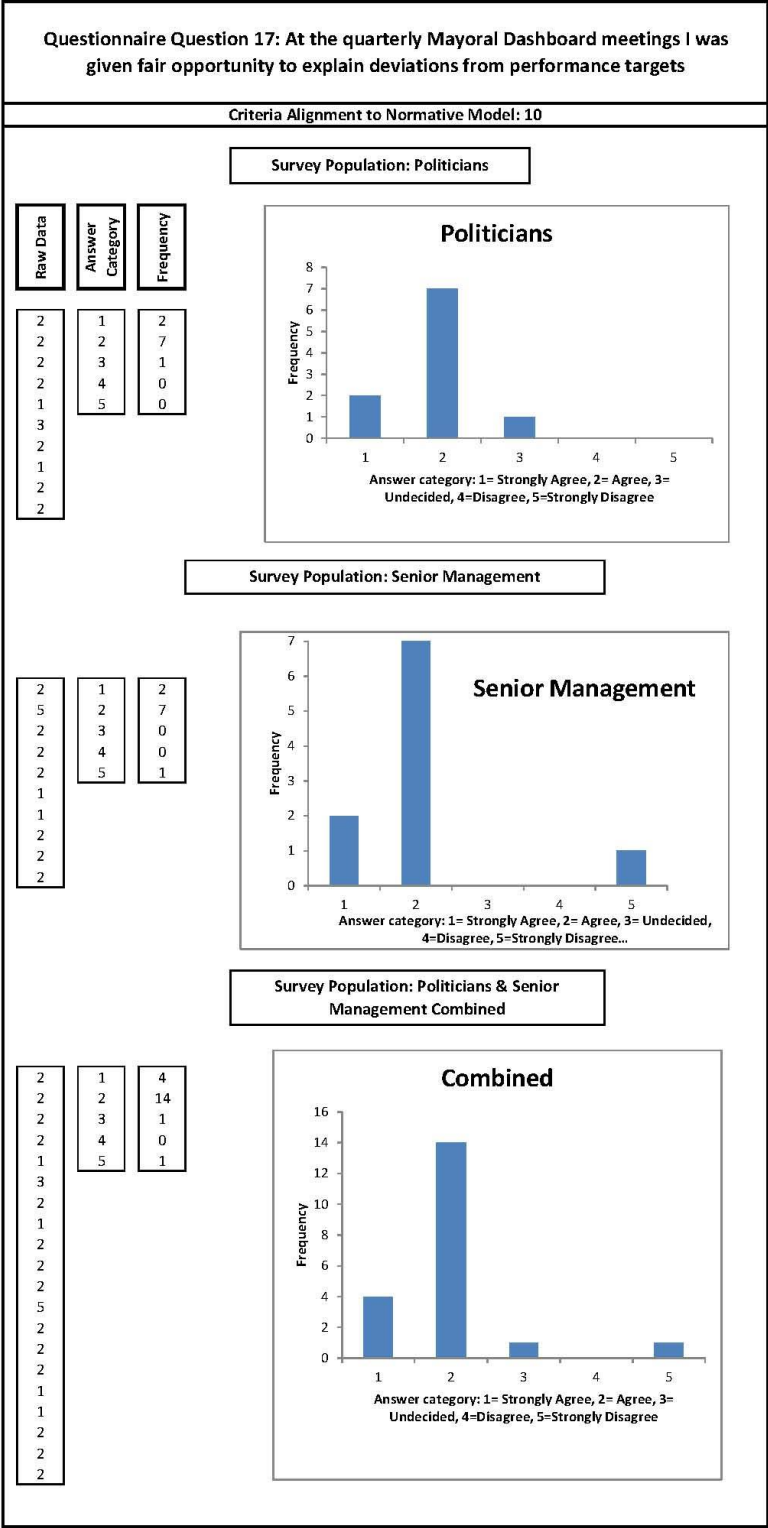 Questionnaire Question 17: At the quarterly Mayoral Dashboard meetings I was
given fair opportunity to explain deviations from performance targets
Criteria Alignment to Normative Model: 10
Survey Population: Politicians
Raw Data
Answer
Category
Frequency
2 1 2
2 2 7
2 3 1
2 4 0
1 5 0
3
2
1
2
2
Politicians
Frequency
8
7
6
5
4
3
2
1
0
1 2 3 4 5
Answer category: 1= Strongly Agree, 2= Agree, 3=
Undecided, 4=Disagree, 5=Strongly Disagree
Survey Population: Senior Management
2 1 2
5 2 7
2 3 0
2 4 0
2 5 1
1
1
2
2
2
Senior Management
Frequency
7
6
5
4
3
2
1
0
1 2 3 4 5
Answer category: 1= Strongly Agree, 2= Agree, 3= Undecided,
4=Disagree, 5=Strongly Disagree...
Survey Population: Politicians & Senior
Management Combined
2 1 4
2 2 14
2 3 1
2 4 0
1 5 1
3
2
1
2
2
2
5
2
2
2
1
1
2
2
2
Combined
Frequency
16
14
12
10
8
6
4
2
0
1 2 3 4 5
Answer category: 1= Strongly Agree, 2= Agree, 3=
Undecided, 4=Disagree, 5=Strongly Disagree